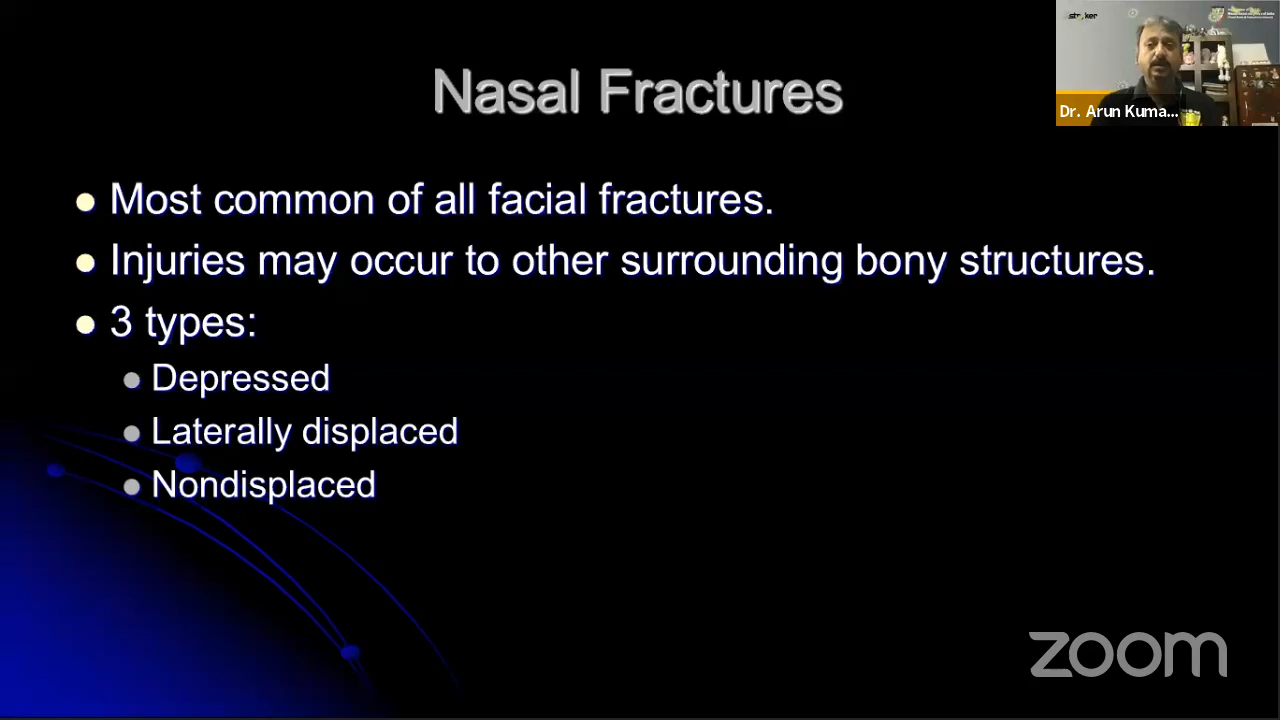 stryker
Dr. Arun Kuma...
Nasal Fractures
Most common of all facial fractures.
Injuries may occur to other surrounding bony structures.
3 types:
Depressed
Laterally displaced
Nondisplaced
zoom